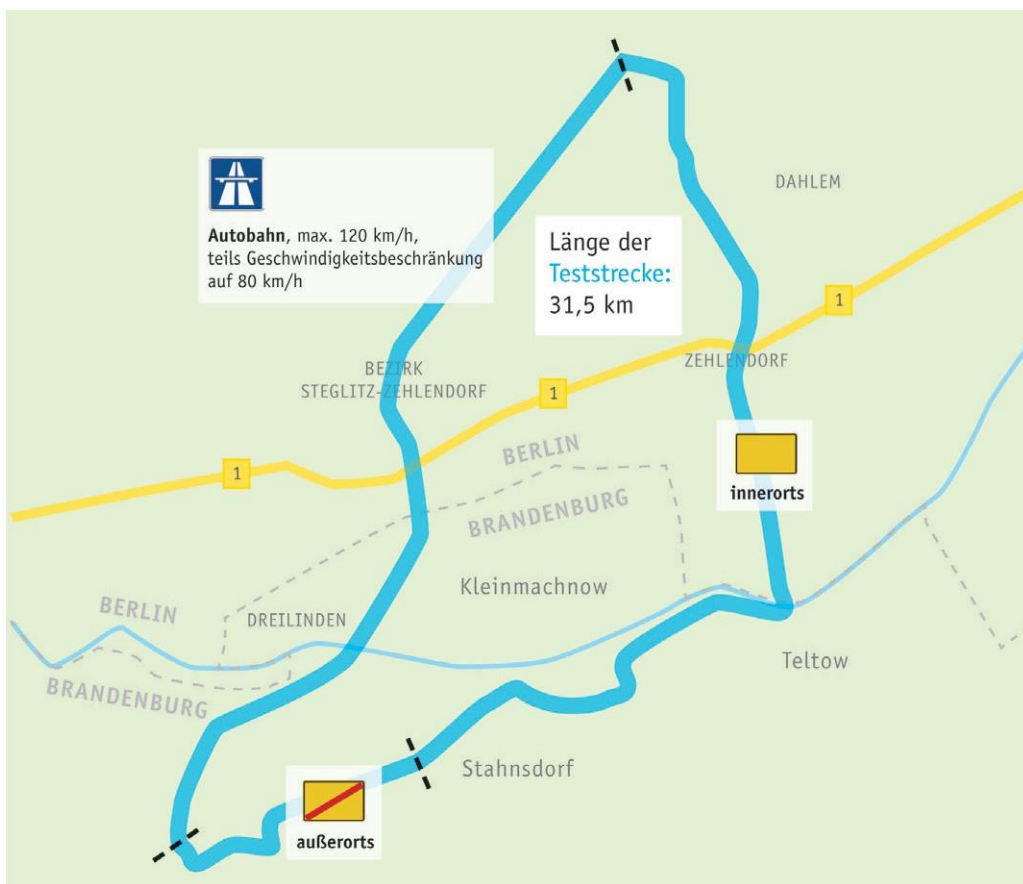 DAHLEM
Autobahn, max. 120 km/h,
teils Geschwindigkeitsbeschränkung
auf 80 km/h
Länge der
Teststrecke:
31,5 km
1
ZEHLENDORF
BEZIRK
STEGLITZ-ZEHLENDORF
1
1
BERLIN
BRANDENBURG
innerorts
Kleinmachnow
BERLIN
DREILINDEN
BRANDENBURG
Teltow
Stahnsdorf
außerorts